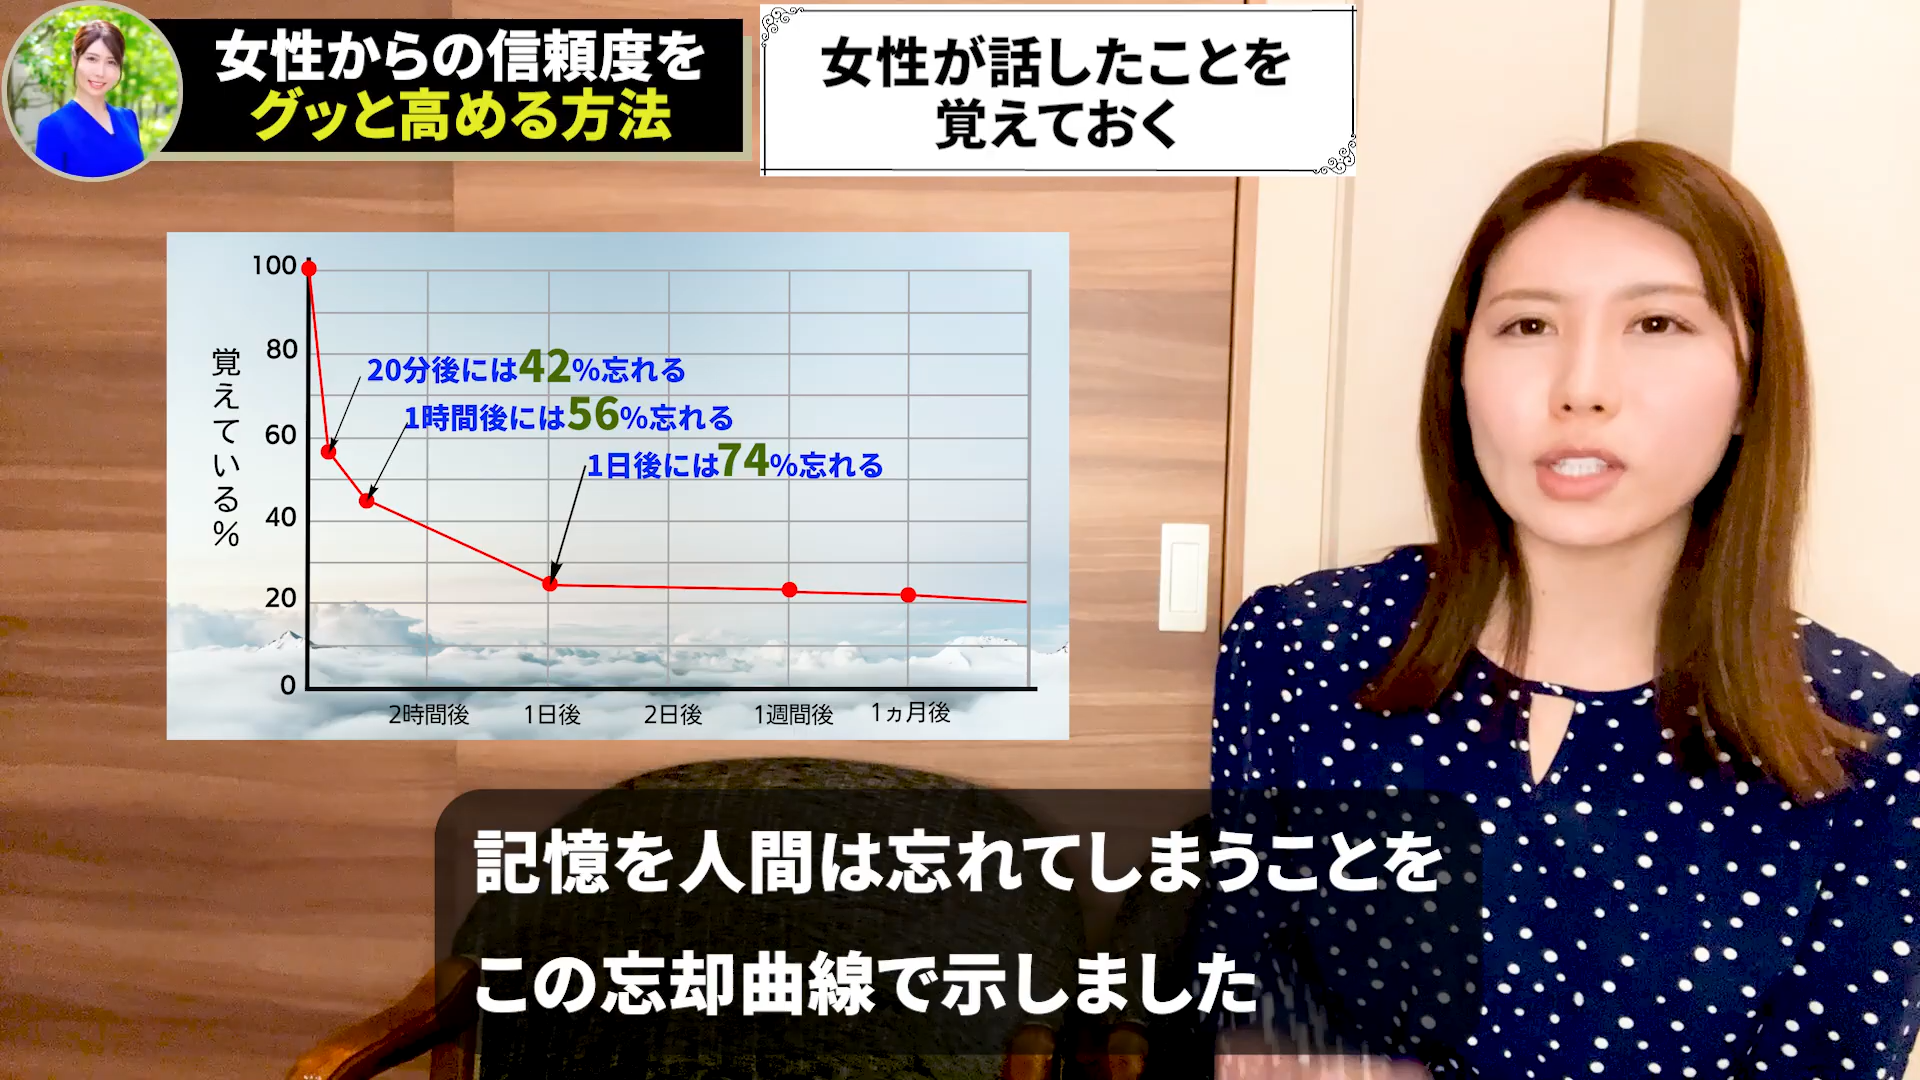 女性からの信頼度を
グッと高める方法
女性が話したことを
覚えておく
覚えている%
100
80
60
40
20
0
20分後には42%忘れる
1時間後には56%忘れる
1日後には74%忘れる
2時間後
1日後
2日後
1週間後
1ヵ月後
記憶を人間は忘れてしまうことを
この忘却曲線で示しました